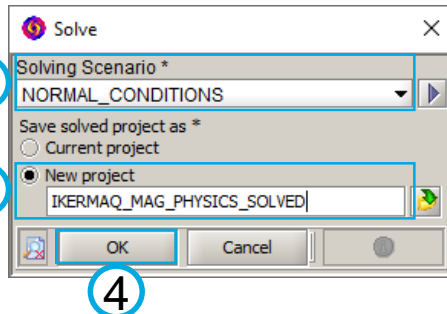 Solve
Solving Scenario *
NORMAL_CONDITIONS
Save solved project as *
Current project
New project
IKERMAQ_MAG_PHYSICS_SOLVED
OK Cancel
4